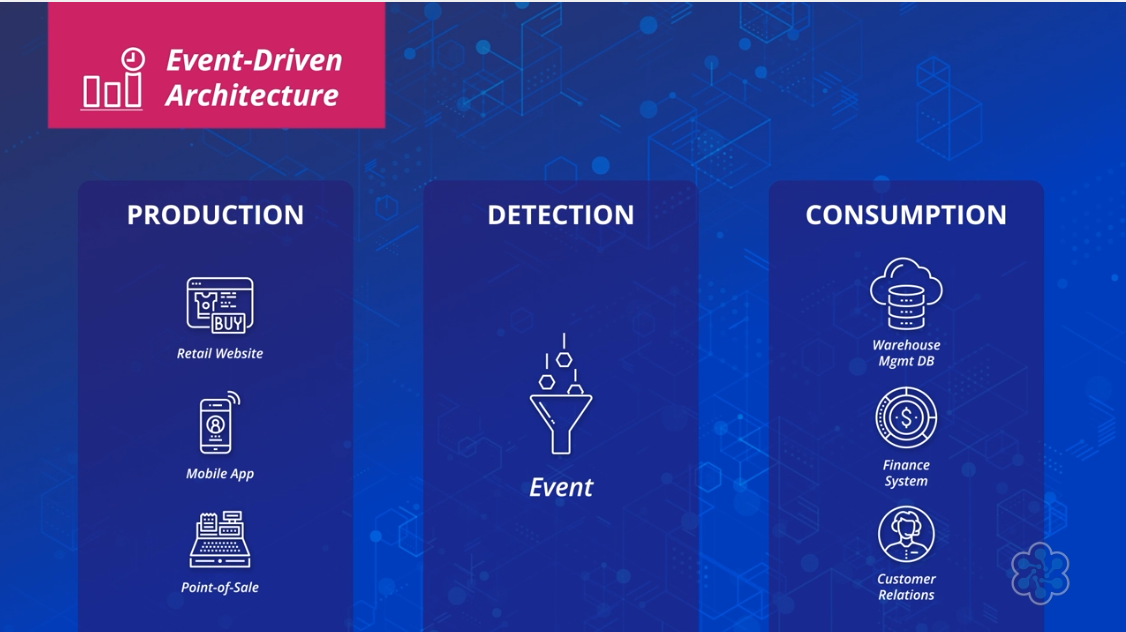 Event-Driven
Architecture
PRODUCTION
BUY
Retail Website
Mobile App
Point-of-Sale
DETECTION
Event
CONSUMPTION
Warehouse
Mgmt DB
$
Finance
System
Customer
Relations